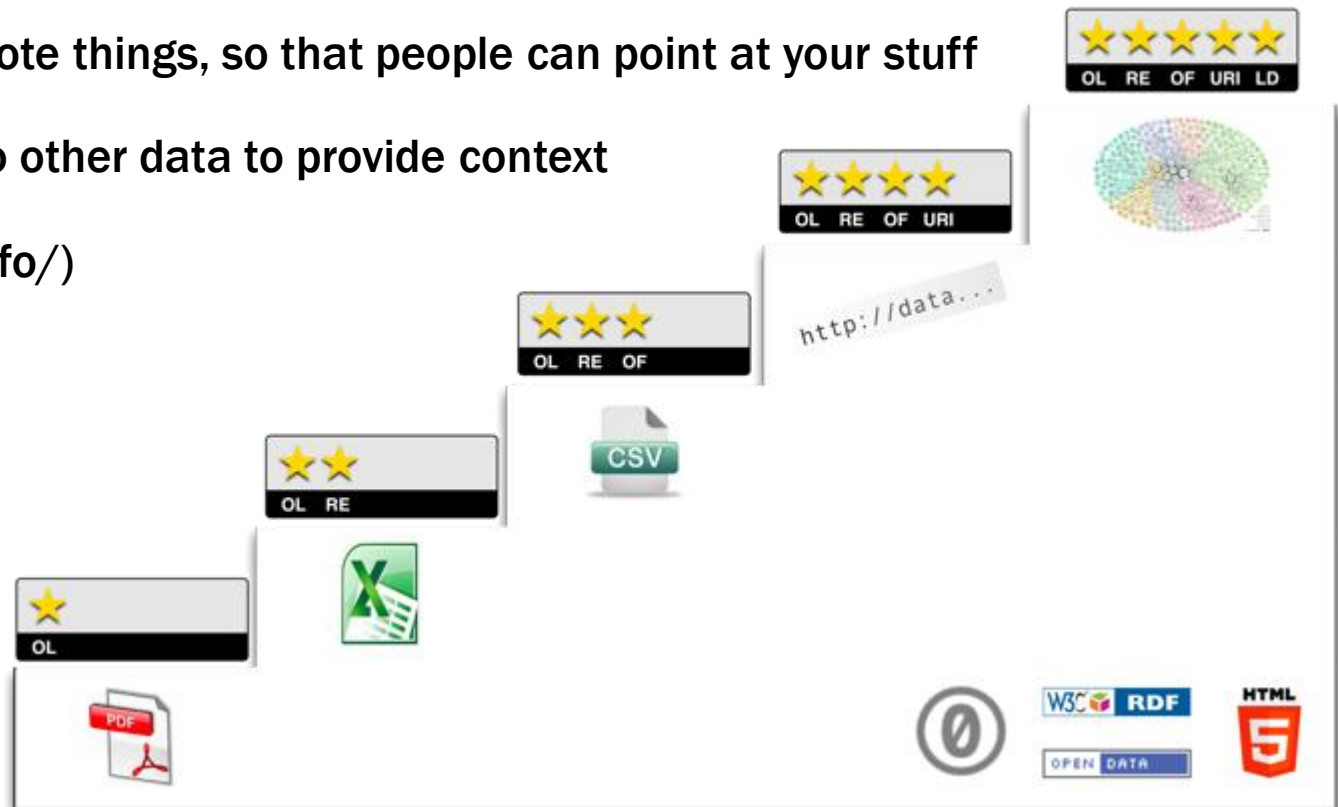 ote things, so that people can point at your stuff
o other data to provide context
fo/)
OL RE OF URI LD
OL RE OF URI
http://data...
OL RE OF
CSV
OL RE
X
OL
PDF
0
W3C RDF
OPEN DATA
HTML
5